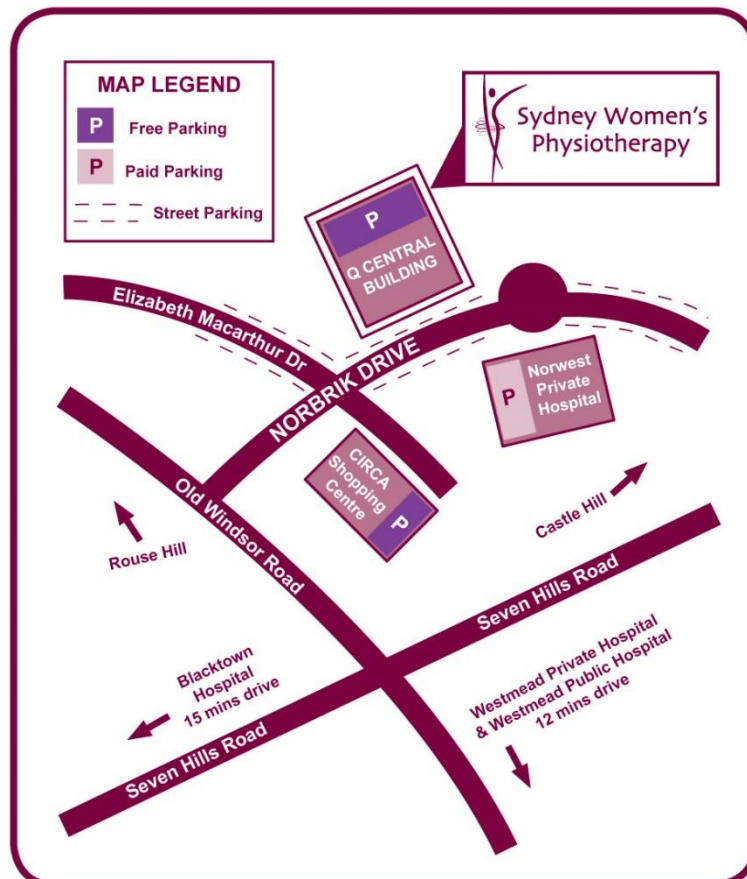 MAP LEGEND
P
Free Parking
P
Paid Parking
Street Parking
Sydney Women's
Physiotherapy
P
Q CENTRAL
BUILDING
Elizabeth Macarthur Dr
NORBRIK DRIVE
P
Norwest
Private
Hospital
CIRCA
Shopping
Centre
P
Old Windsor Road
Rouse Hill
Castle Hill
Seven Hills Road
Blacktown
Hospital
15 mins drive
Westmead Private Hospital
& Westmead Public Hospital
12 mins drive
Seven Hills Road